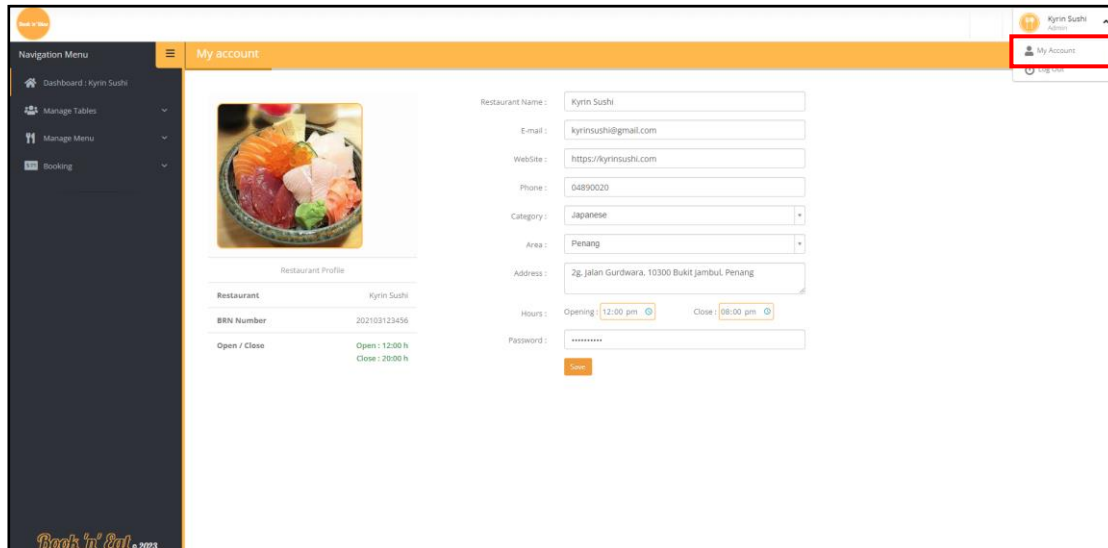 Kyrin Sushi
Admin
My Account
Log Out
Navigation Menu
My account
Dashboard : Kyrin Sushi
Manage Tables
Manage Menu
Booking
Restaurant Profile
Restaurant Kyrin Sushi
BRN Number 202103123456
Open / Close Open : 12:00 h
Close : 20:00 h
Restaurant Name : Kyrin Sushi
E-mail : kyrinsushi@gmail.com
WebSite : https://kyrinsushi.com
Phone : 04890020
Category : Japanese
Area : Penang
Address : 2g, Jalan Gurdwara, 10300 Bukit Jambul, Penang
Hours : Opening : 12:00 pm Close : 08:00 pm
Password : ••••••••••
Save
Book 'n' Eat © 2023